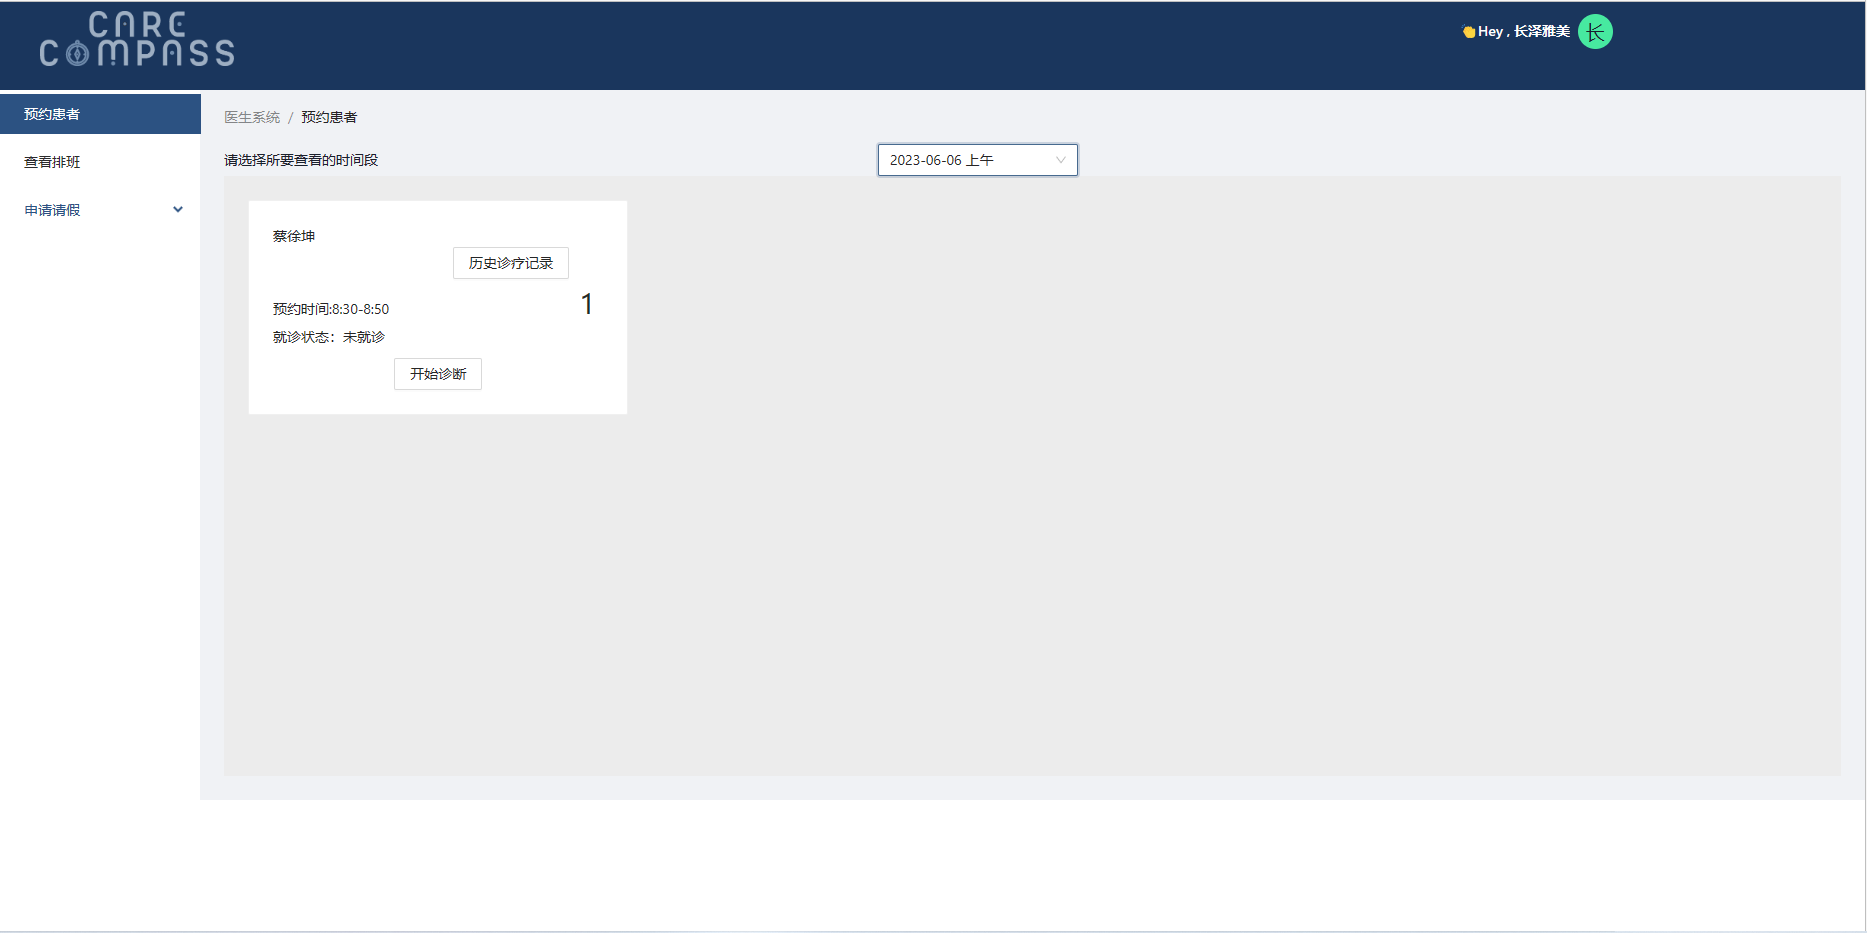 CARE
COMPASS
👏Hey , 长泽雅美
长
预约患者
查看排班
申请请假
医生系统 / 预约患者
请选择所要查看的时间段
2023-06-06 上午
蔡徐坤
历史诊疗记录
1
预约时间:8:30-8:50
就诊状态：未就诊
开始诊断